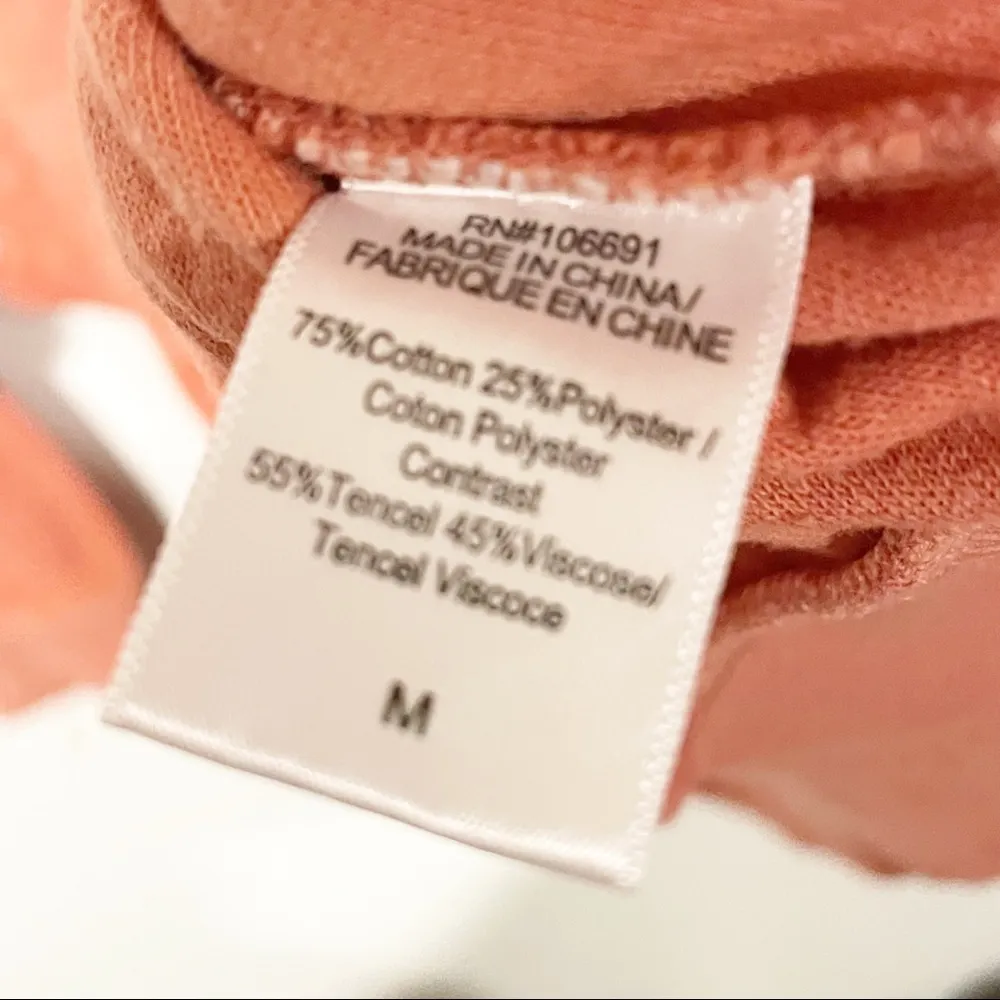 RN#106691
MADE IN CHINA/
FABRIQUE EN CHINE
75%Cotton 25%Polyster /
Coton Polyster
Contrast
55%Tencel 45%Viscose/
Tencel Viscoce
M